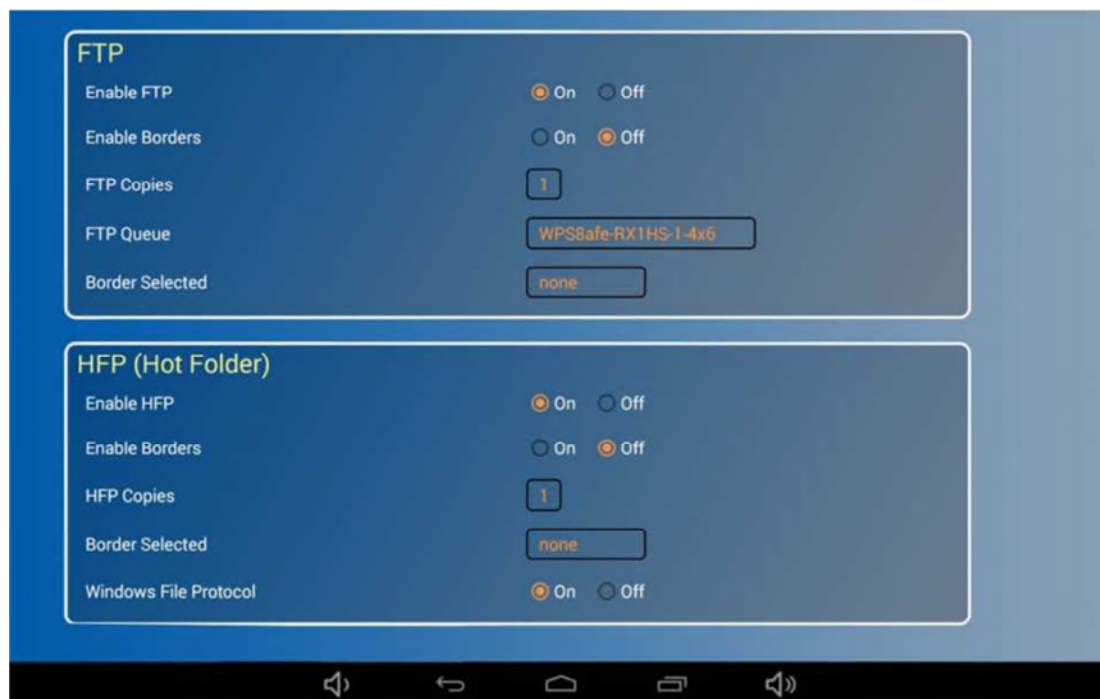 FTP
Enable FTP On Off
Enable Borders On Off
FTP Copies 1
FTP Queue WPS8afe-RX1HS-1-4x6
Border Selected none
HFP (Hot Folder)
Enable HFP On Off
Enable Borders On Off
HFP Copies 1
Border Selected none
Windows File Protocol On Off